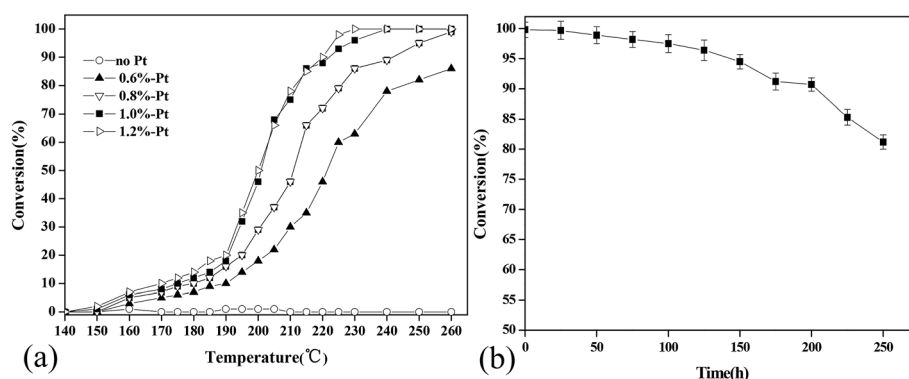 100
90
80
70
60
50
40
30
20
10
0
Conversion(%)
no Pt
0.6%-Pt
0.8%-Pt
1.0%-Pt
1.2%-Pt
140 150 160 170 180 190 200 210 220 230 240 250 260
Temperature(℃)
(a)
100
95
90
85
80
75
70
65
60
55
50
Conversion(%)
0 50 100 150 200 250
Time(h)
(b)